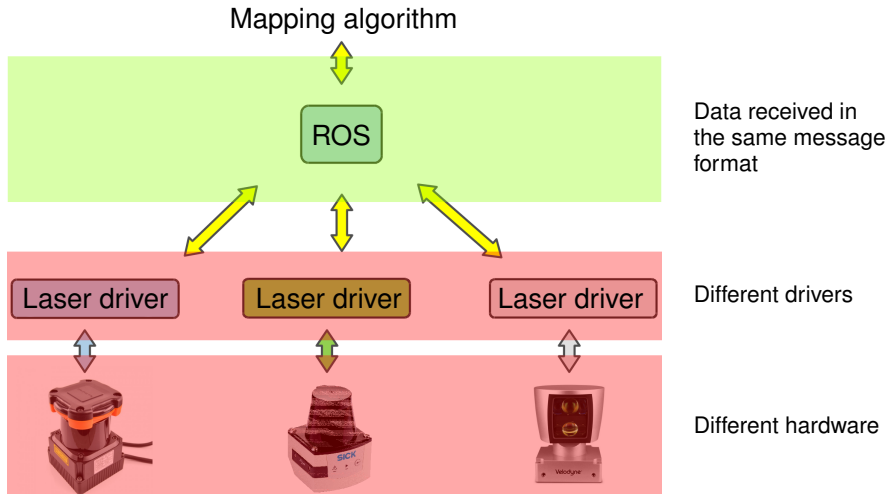 Mapping algorithm
ROS
Data received in
the same message
format
Laser driver
Laser driver
Laser driver
Different drivers
SICK
Velodyne
Different hardware